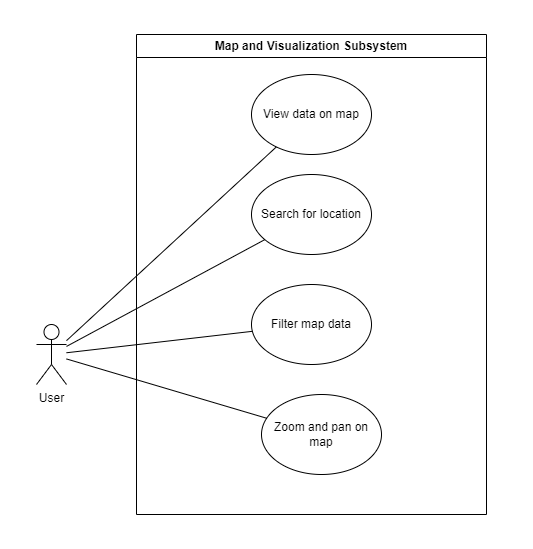 Map and Visualization Subsystem
View data on map
Search for location
Filter map data
User
Zoom and pan on
map